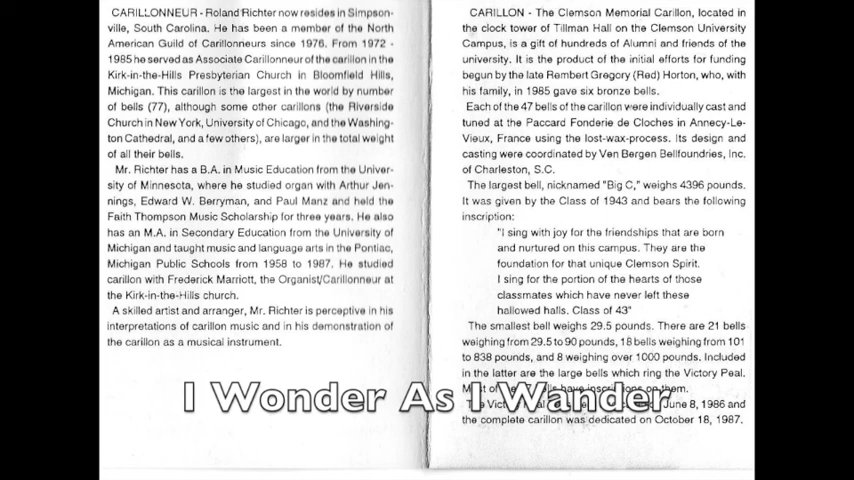 CARILLONNEUR - Roland Richter now resides in Simpson-
ville, South Carolina. He has been a member of the North
American Guild of Carillonneurs since 1976. From 1972 -
1985 he served as Associate Carillonneur of the carillon in the
Kirk-in-the-Hills Presbyterian Church in Bloomfield Hills,
Michigan. This carillon is the largest in the world by number
of bells (77), although some other carillons (the Riverside
Church in New York, University of Chicago, and the Washing-
ton Cathedral, and a few others), are larger in the total weight
of all their bells.
Mr. Richter has a B.A. in Music Education from the Univer-
sity of Minnesota, where he studied organ with Arthur Jen-
nings, Edward W. Berryman, and Paul Manz and held the
Faith Thompson Music Scholarship for three years. He also
has an M.A. in Secondary Education from the University of
Michigan and taught music and language arts in the Pontiac,
Michigan Public Schools from 1958 to 1987. He studied
carillon with Frederick Marriott, the Organist/Carillonneur at
the Kirk-in-the-Hills church.
A skilled artist and arranger, Mr. Richter is perceptive in his
interpretations of carillon music and in his demonstration of
the carillon as a musical instrument.
CARILLON - The Clemson Memorial Carillon, located in
the clock tower of Tillman Hall on the Clemson University
Campus, is a gift of hundreds of Alumni and friends of the
university. It is the product of the initial efforts for funding
begun by the late Rembert Gregory (Red) Horton, who, with
his family, in 1985 gave six bronze bells.
Each of the 47 bells of the carillon were individually cast and
tuned at the Paccard Fonderie de Cloches in Annecy-Le-
Vieux, France using the lost-wax-process. Its design and
casting were coordinated by Ven Bergen Bellfoundries, Inc.
of Charleston, S.C.
The largest bell, nicknamed "Big C," weighs 4396 pounds.
It was given by the Class of 1943 and bears the following
inscription:
"I sing with joy for the friendships that are born
and nurtured on this campus. They are the
foundation for that unique Clemson Spirit.
I sing for the portion of the hearts of those
classmates which have never left these
hallowed halls. Class of 43"
The smallest bell weighs 29.5 pounds. There are 21 bells
weighing from 29.5 to 90 pounds, 18 bells weighing from 101
to 838 pounds, and 8 weighing over 1000 pounds. Included
in the latter are the large bells which ring the Victory Peal.
of the have inscriptions on them.
June 8, 1986 and
the complete carillon was dedicated on October 18, 1987.
I Wonder As I Wander